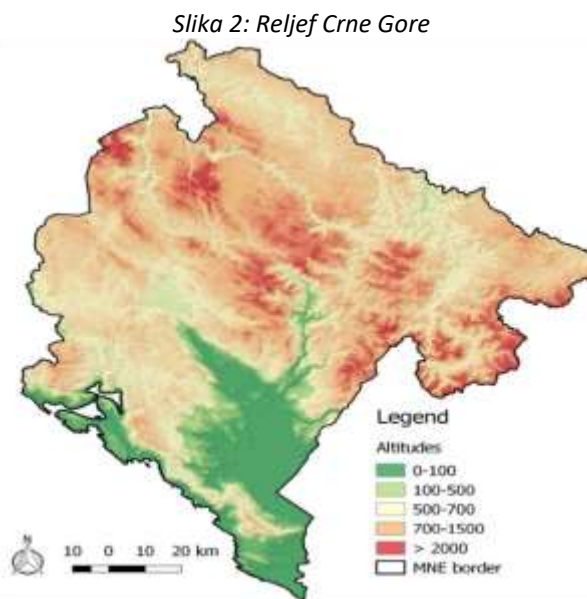 Slika 2: Reljef Crne Gore
Legend
Altitudes
0-100
100-500
500-700
700-1500
> 2000
MNE border
N
10 0 10 20 km